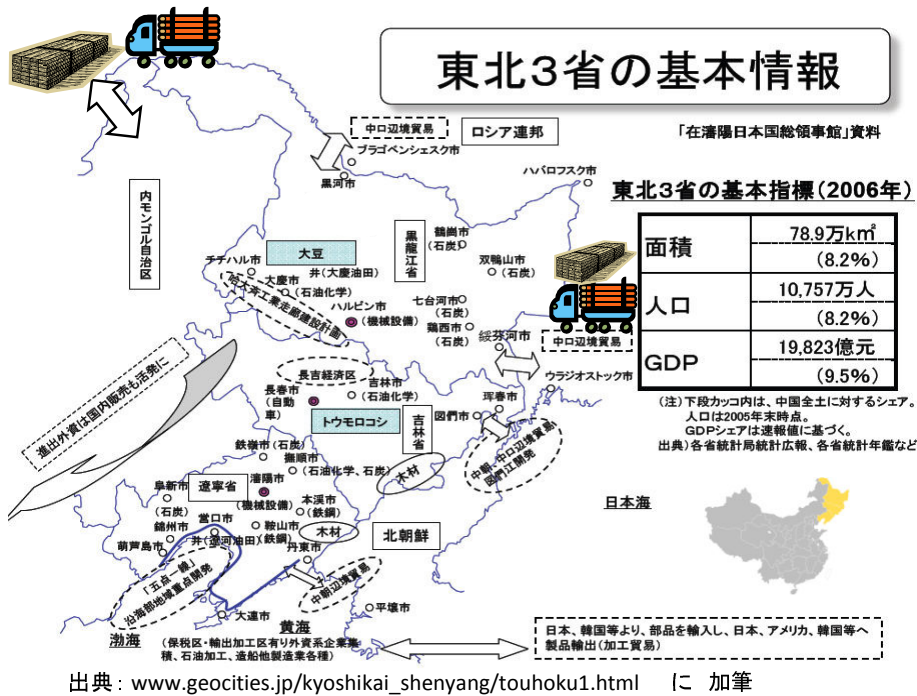 東北3省の基本情報
「在瀋陽日本国総領事館」資料
中ロ辺境貿易
ロシア連邦
ブラゴベンシェスク市
黒河市
ハバロフスク市
内モンゴル自治区
黒龍江省
鶴崗市
(石炭)
双鴨山市
(石炭)
大豆
チチハル市
井(大慶油田)
大慶市
(石油化学)
哈大斉工業走廊建設計画
ハルビン市
(機械設備)
七台河市
(石炭)
鶏西市
(石炭)
綏芬河市
中ロ辺境貿易
ウラジオストック市
東北3省の基本指標(2006年)
面積
78.9万k㎡
(8.2%)
人口
10,757万人
(8.2%)
GDP
19,823億元
(9.5%)
(注)下段カッコ内は、中国全土に対するシェア。
人口は2005年末時点。
GDPシェアは速報値に基づく。
出典)各省統計局統計広報、各省統計年鑑など
進出外資は国内販売も活発に
長吉経済区
長春市
(自動
車)
吉林市
(石油化学)
トウモロコシ
吉林省
図們市
琿春市
中朝、中ロ辺境貿易、
図們江開発
木材
鉄嶺市(石炭)
撫順市
(石油化学、石炭)
遼寧省
瀋陽市
(機械設備)
阜新市
(石炭)
本渓市
(鉄鋼)
鞍山市
(鉄鋼)
錦州市
営口市
井(遼河油田)
葫芦島市
木材
北朝鮮
丹東市
中朝辺境貿易
「五点一線」
沿海部地域重点開発
大連市
平壌市
日本海
渤海
黄海
(保税区・輸出加工区有り外資系企業集
積、石油加工、造船他製造業各種)
日本、韓国等より、部品を輸入し、日本、アメリカ、韓国等へ
製品輸出(加工貿易)
出典： www.geocities.jp/kyoshikai_shenyang/touhoku1.html に 加筆